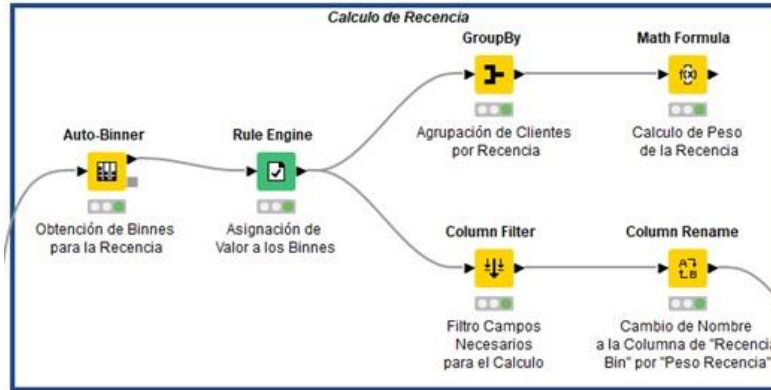 Calculo de Recencia
GroupBy
Math Formula
f(x)
Agrupación de Clientes
por Recencia
Calculo de Peso
de la Recencia
Auto-Binner
Rule Engine
Obtención de Binnes
para la Recencia
Asignación de
Valor a los Binnes
Column Filter
Column Rename
A
B
Filtro Campos
Necesarios
para el Calculo
Cambio de Nombre
a la Columna de "Recencia
Bin" por "Peso Recencia"